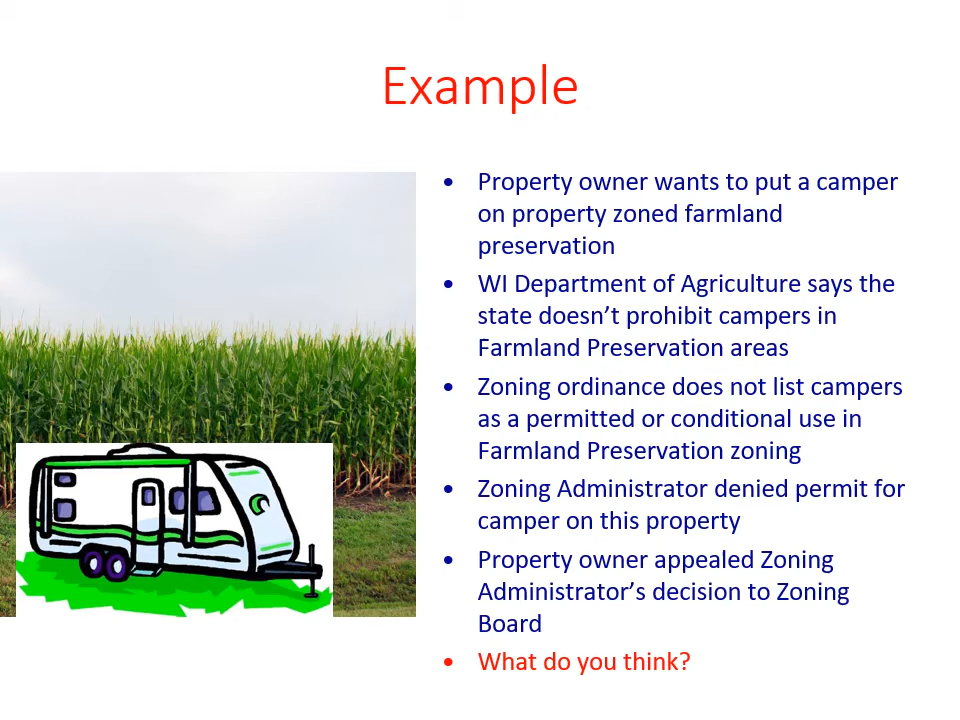 Example
• Property owner wants to put a camper
on property zoned farmland
preservation
• WI Department of Agriculture says the
state doesn’t prohibit campers in
Farmland Preservation areas
• Zoning ordinance does not list campers
as a permitted or conditional use in
Farmland Preservation zoning
• Zoning Administrator denied permit for
camper on this property
• Property owner appealed Zoning
Administrator’s decision to Zoning
Board
• What do you think?